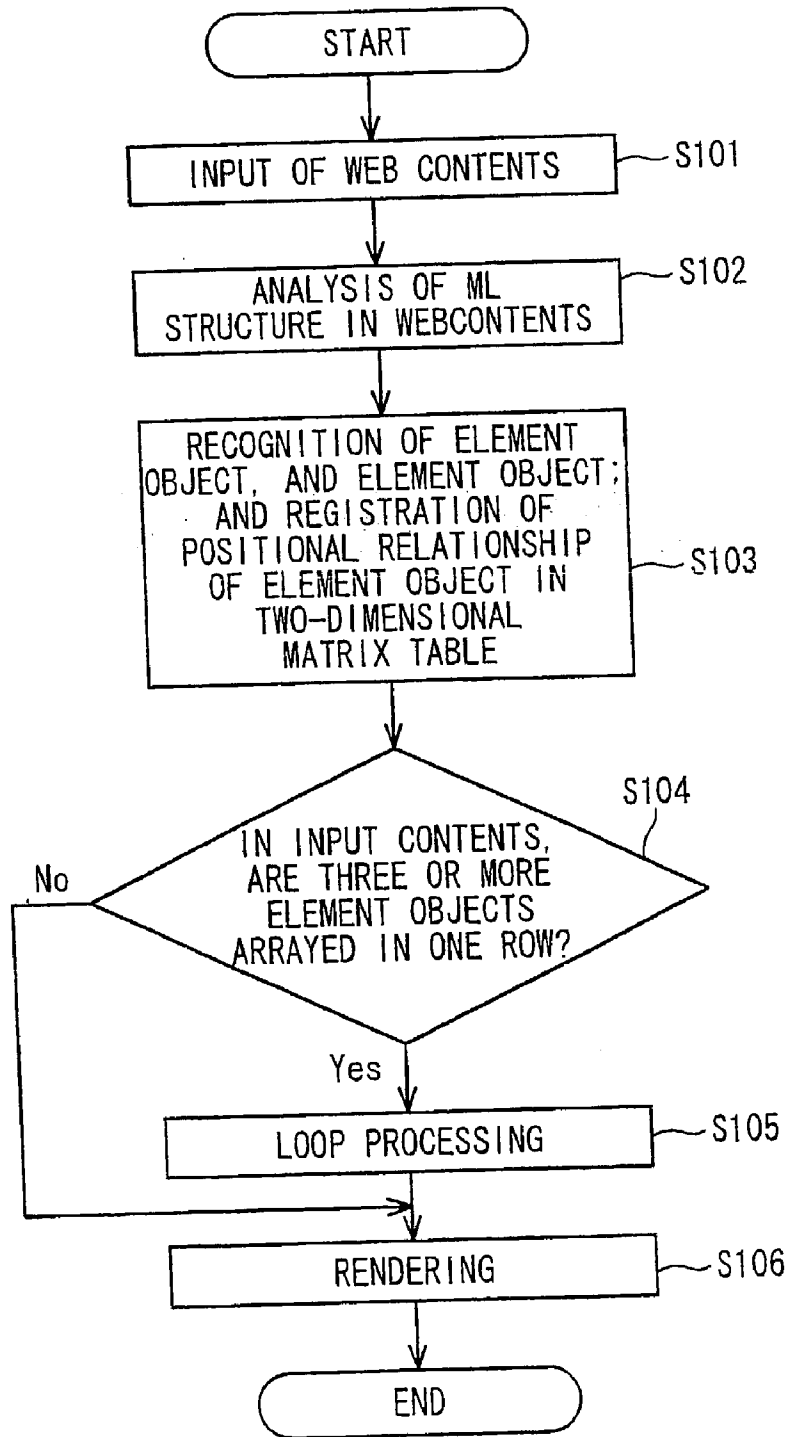 START
INPUT OF WEB CONTENTS
S101
ANALYSIS OF ML
STRUCTURE IN WEBCONTENTS
S102
RECOGNITION OF ELEMENT
OBJECT, AND ELEMENT OBJECT;
AND REGISTRATION OF
POSITIONAL RELATIONSHIP
OF ELEMENT OBJECT IN
TWO-DIMENSIONAL
MATRIX TABLE
S103
IN INPUT CONTENTS,
ARE THREE OR MORE
ELEMENT OBJECTS
ARRAYED IN ONE ROW?
S104
No
Yes
LOOP PROCESSING
S105
RENDERING
S106
END